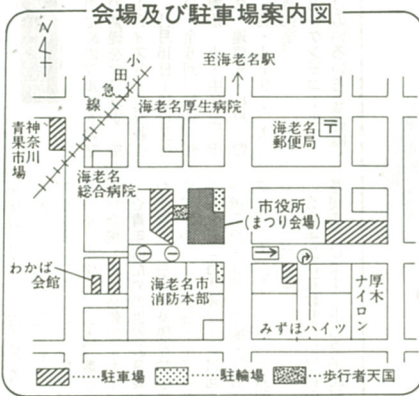 会場及び駐車場案内図
N
小田急線
至海老名駅
海老名厚生病院
神奈川
青果市場
海老名
郵便局
〒
海老名
総合病院
市役所
(まつり会場)
わかば
会館
海老名市
消防本部
厚木
ナイロン
みずほハイツ
……駐車場
……駐輪場
……歩行者天国